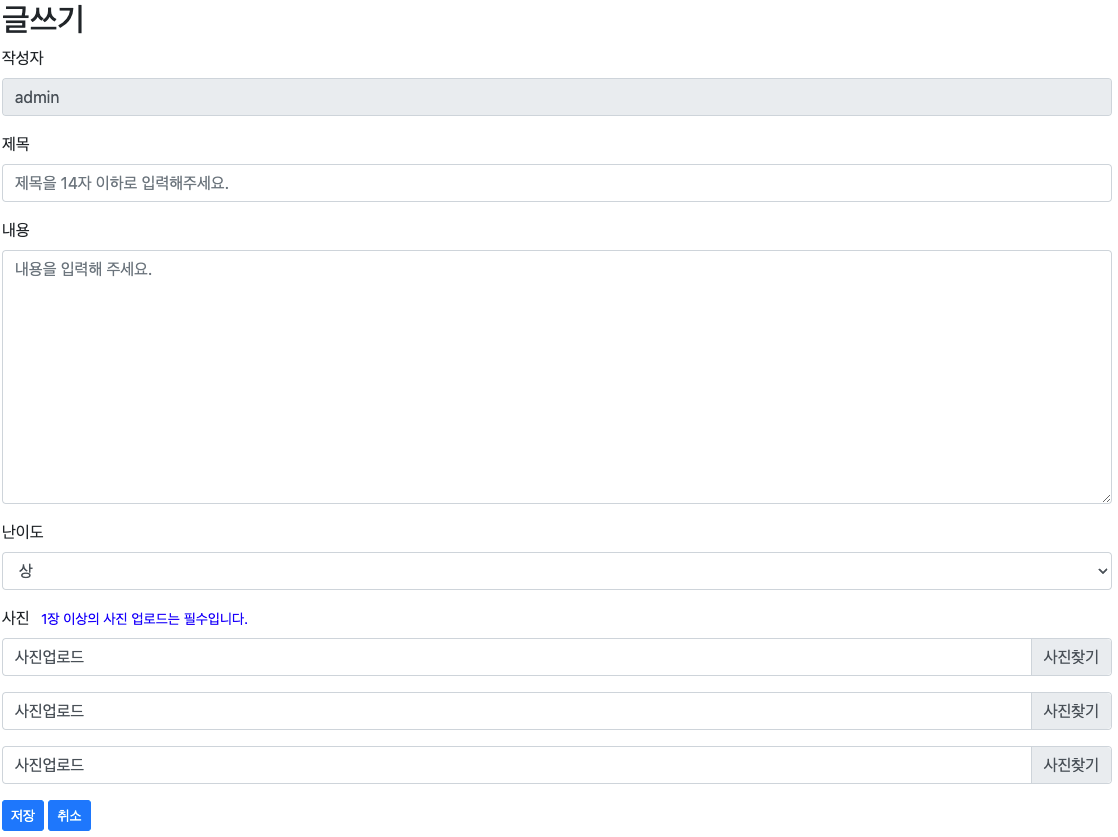 글쓰기
작성자
admin
제목
제목을 14자 이하로 입력해주세요.
내용
내용을 입력해 주세요.
난이도
상
사진 1장 이상의 사진 업로드는 필수입니다.
사진업로드 사진찾기
사진업로드 사진찾기
사진업로드 사진찾기
저장 취소